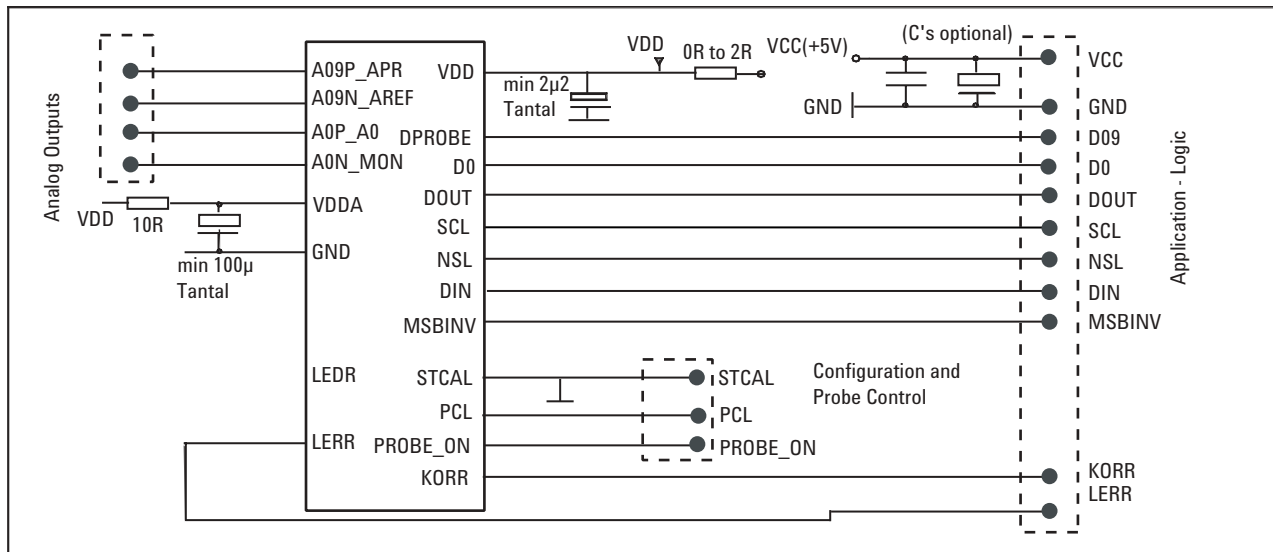 Analog Outputs
A09P_APR
A09N_AREF
A0P_A0
A0N_MON
VDD
10R
VDDA
GND
min 100µ
Tantal
LEDR
LERR
VDD
DPROBE
D0
DOUT
SCL
NSL
DIN
MSBINV
STCAL
PCL
PROBE_ON
KORR
min 2µ2
Tantal
VDD
0R to 2R
VCC(+5V)
(C's optional)
GND
STCAL
PCL
PROBE_ON
Configuration and
Probe Control
VCC
GND
D09
D0
DOUT
SCL
NSL
DIN
MSBINV
KORR
LERR
Application - Logic